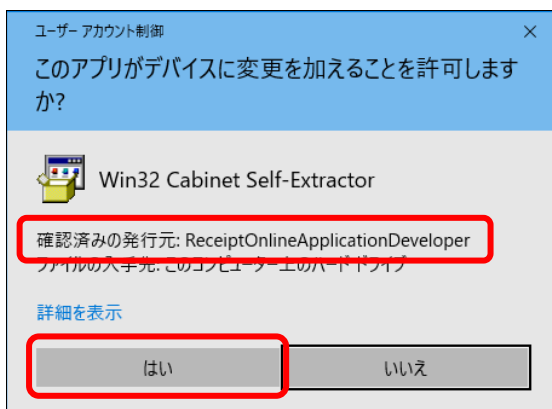 ユーザー アカウント制御
このアプリがデバイスに変更を加えることを許可します
か?
Win32 Cabinet Self-Extractor
確認済みの発行元: ReceiptOnlineApplicationDeveloper
ファイルの入手先: このコンピューター上のハード ドライブ
詳細を表示
はい
いいえ